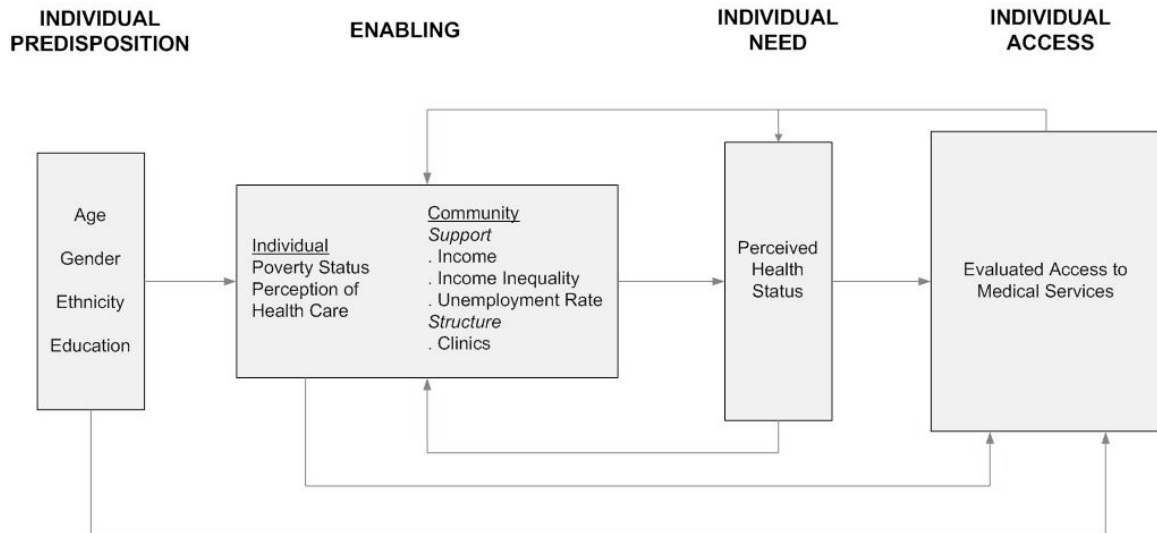 INDIVIDUAL
PREDISPOSITION
ENABLING
INDIVIDUAL
NEED
INDIVIDUAL
ACCESS
Age
Gender
Ethnicity
Education
Individual
Poverty Status
Perception of
Health Care
Community
Support
. Income
. Income Inequality
. Unemployment Rate
Structure
. Clinics
Perceived
Health
Status
Evaluated Access to
Medical Services